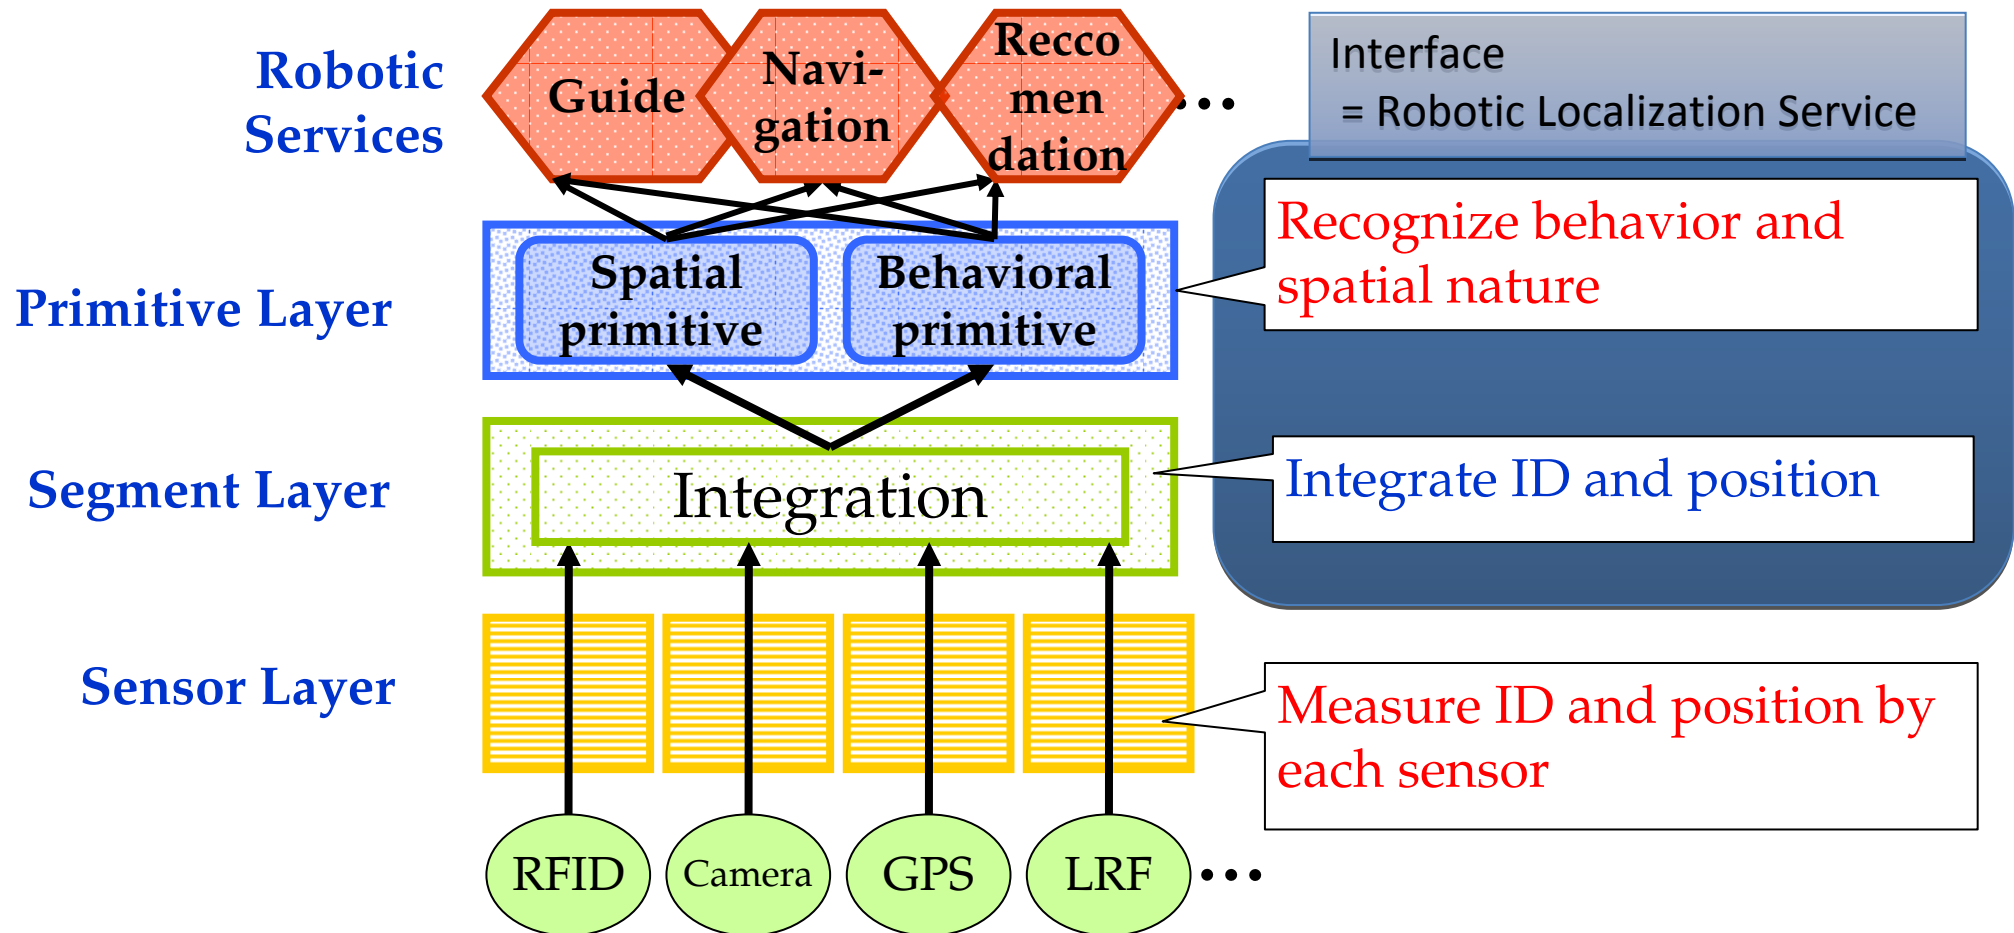 Robotic
Services
Guide
Navi-
gation
Recco
men
dation
...
Interface
= Robotic Localization Service
Primitive Layer
Spatial
primitive
Behavioral
primitive
Recognize behavior and
spatial nature
Segment Layer
Integration
Integrate ID and position
Sensor Layer
Measure ID and position by
each sensor
RFID
Camera
GPS
LRF
...